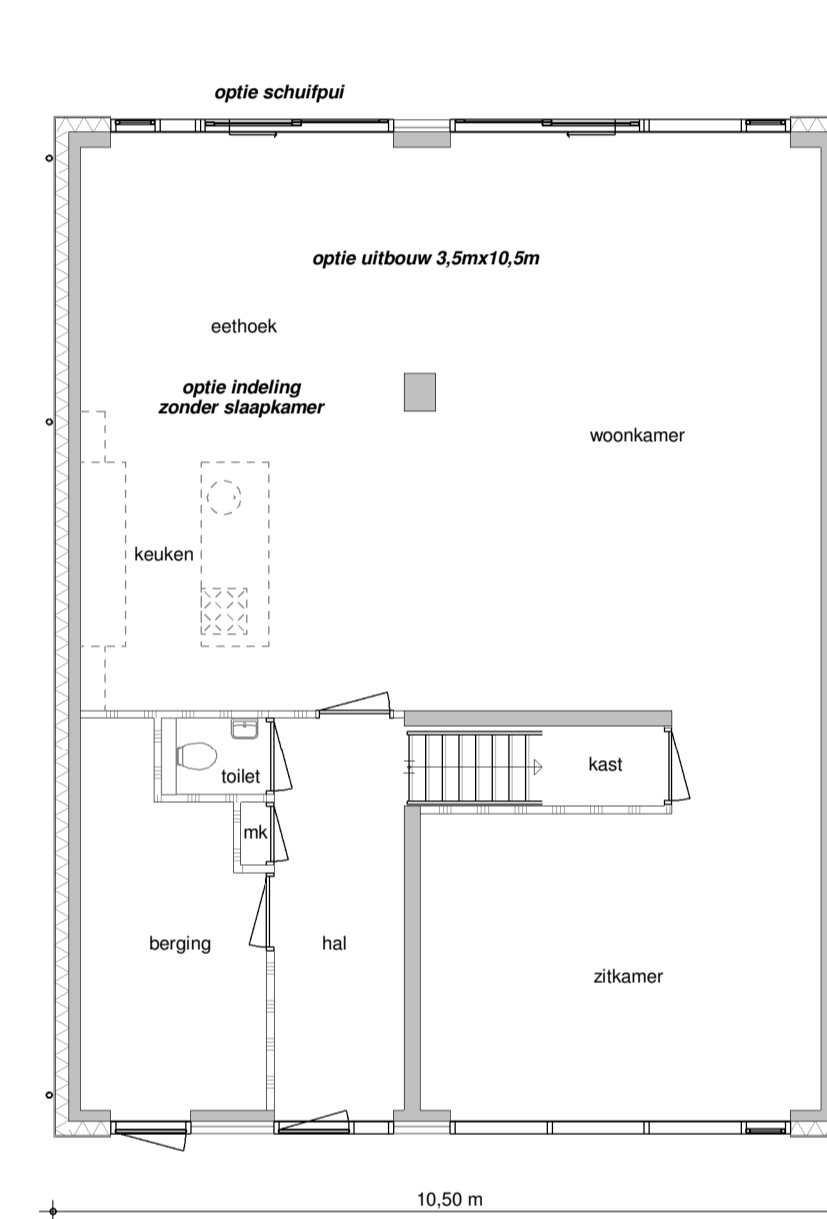 optie schuifpui
optie uitbouw 3,5mx10,5m
eethoek
optie indeling
zonder slaapkamer
woonkamer
keuken
toilet
kast
mk
berging
hal
zitkamer
10,50 m